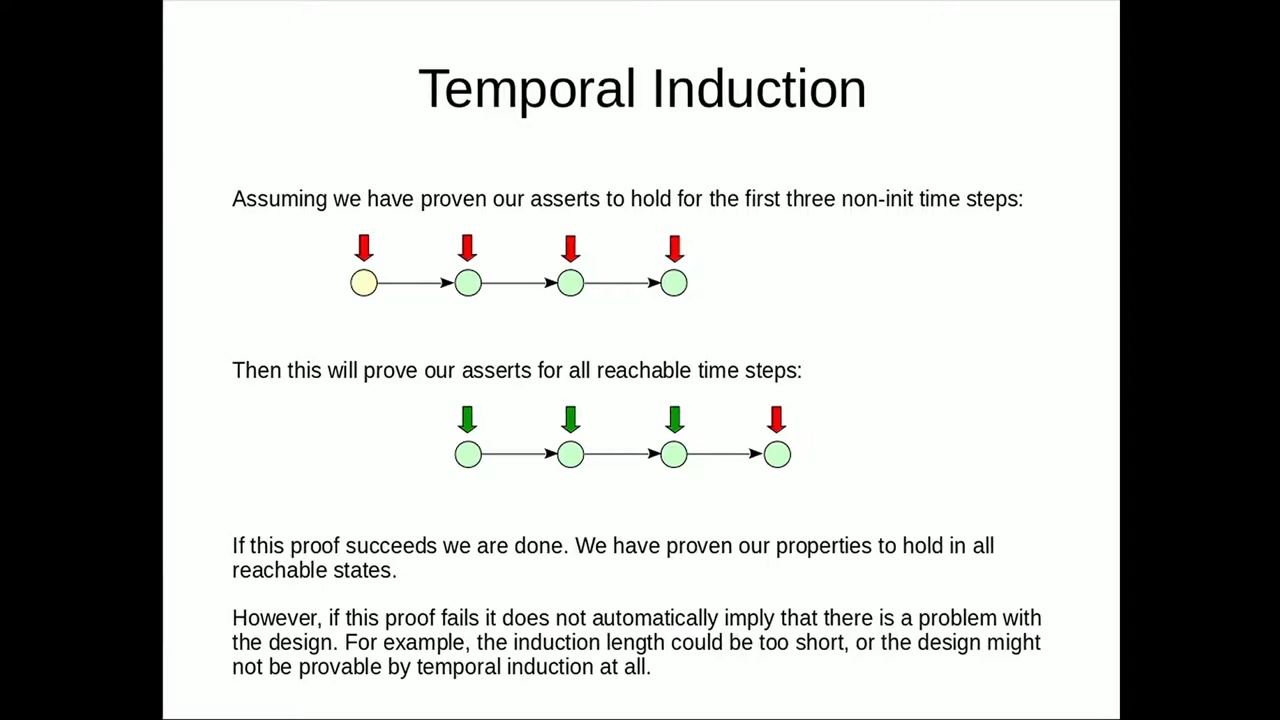 Temporal Induction
Assuming we have proven our asserts to hold for the first three non-init time steps:
Then this will prove our asserts for all reachable time steps:
If this proof succeeds we are done. We have proven our properties to hold in all
reachable states.
However, if this proof fails it does not automatically imply that there is a problem with
the design. For example, the induction length could be too short, or the design might
not be provable by temporal induction at all.